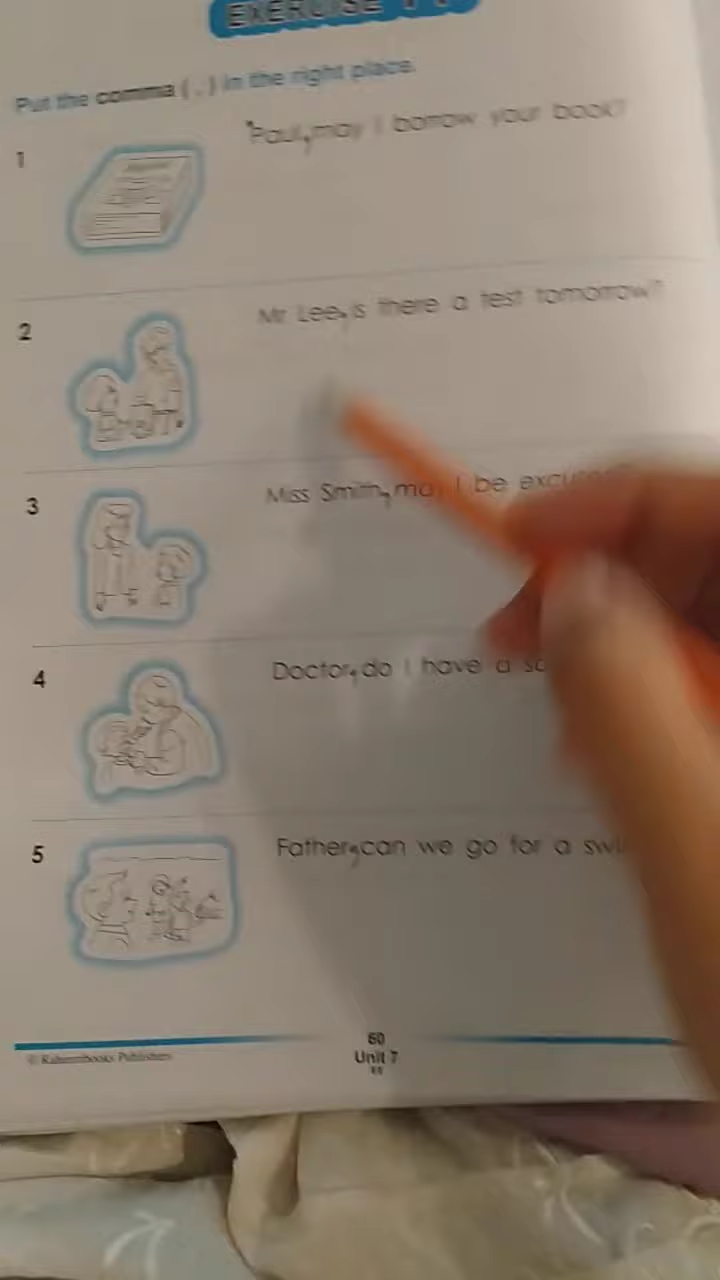 EXERCISE
Put the comma ( , ) in the right place.
1
Paul, may I borrow your book?
2
Mr Lee, is there a test tomorrow?
3
Miss Smith, may I be
4
Doctor, do I have a
5
Father, can we go for a
60
© Publishers
Unit 7